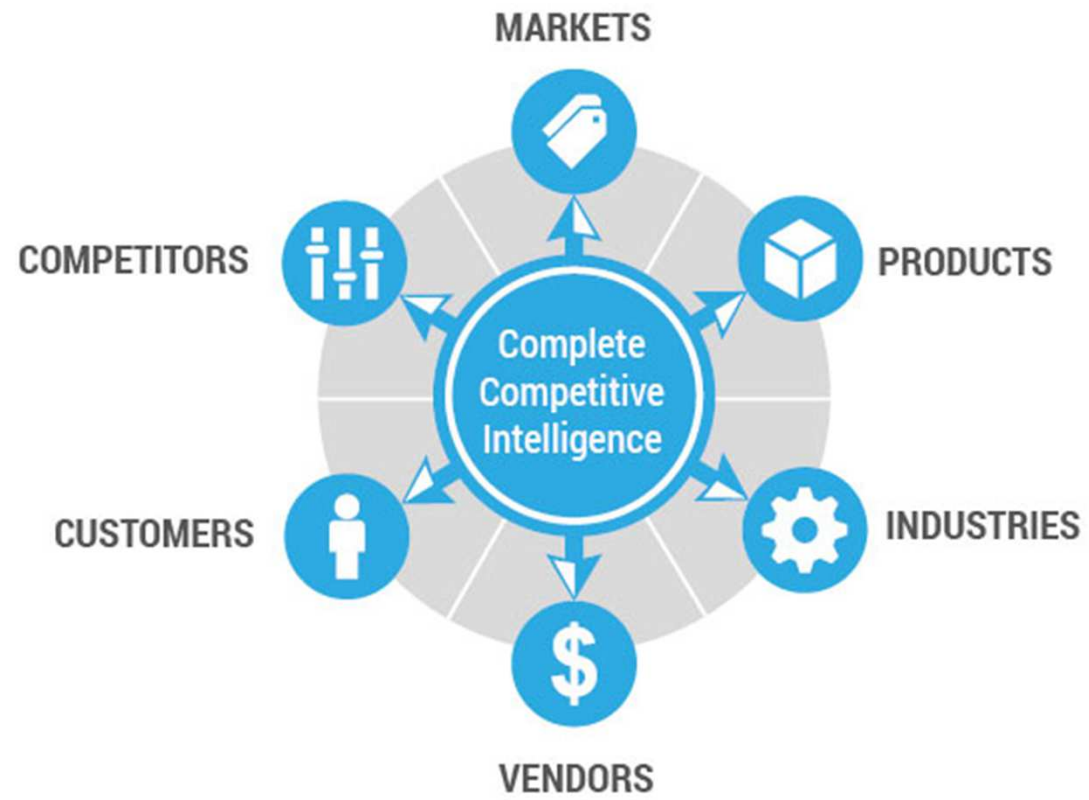 MARKETS
COMPETITORS
PRODUCTS
Complete
Competitive
Intelligence
CUSTOMERS
INDUSTRIES
$
VENDORS